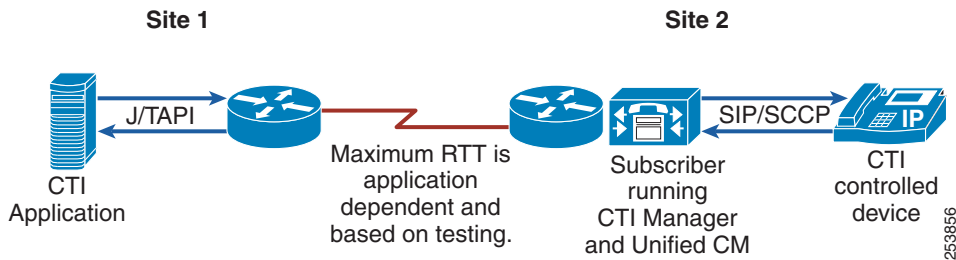 Site 1
Site 2
J/TAPI
SIP/SCCP
IP
CTI
Application
Maximum RTT is
application
dependent and
based on testing.
Subscriber
running
CTI Manager
and Unified CM
CTI
controlled
device
253856